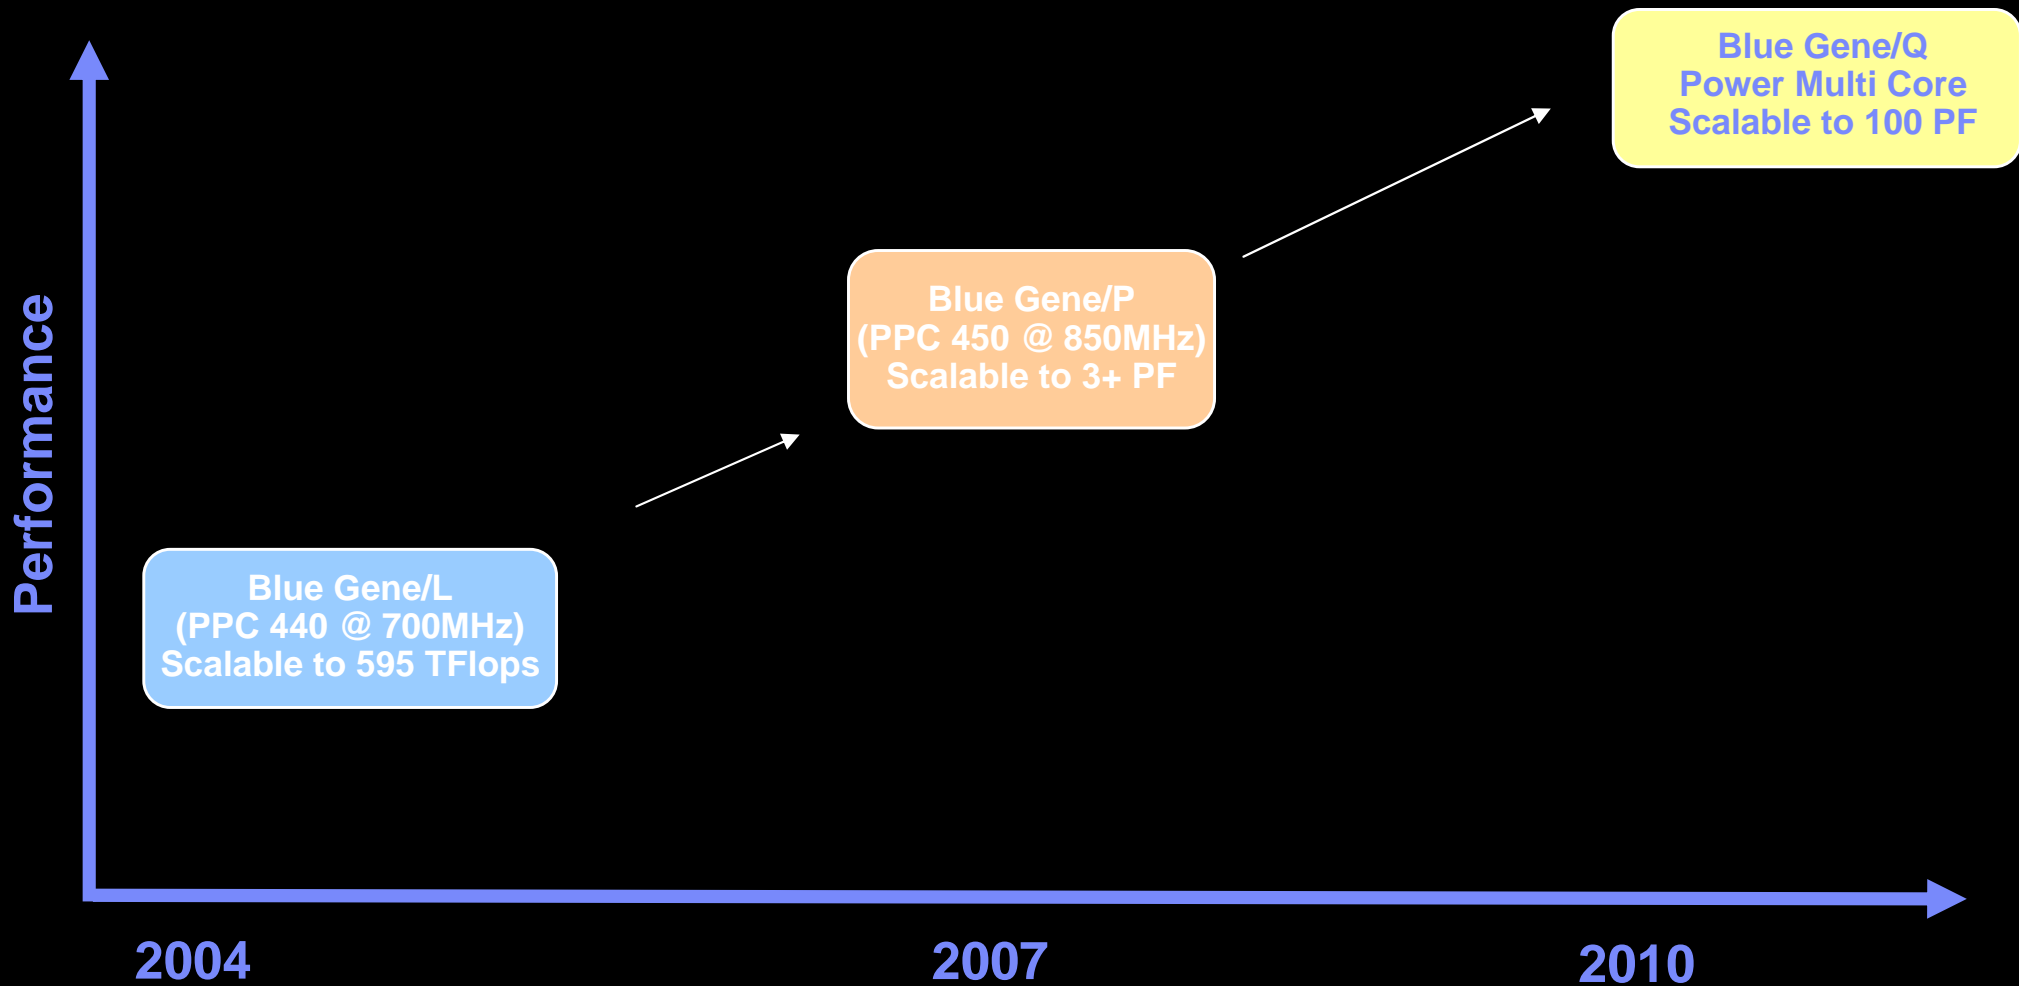 Blue Gene/Q
Power Multi Core
Scalable to 100 PF
Blue Gene/P
(PPC 450 @ 850MHz)
Scalable to 3+ PF
Performance
Blue Gene/L
(PPC 440 @ 700MHz)
Scalable to 595 TFlops
2004
2007
2010